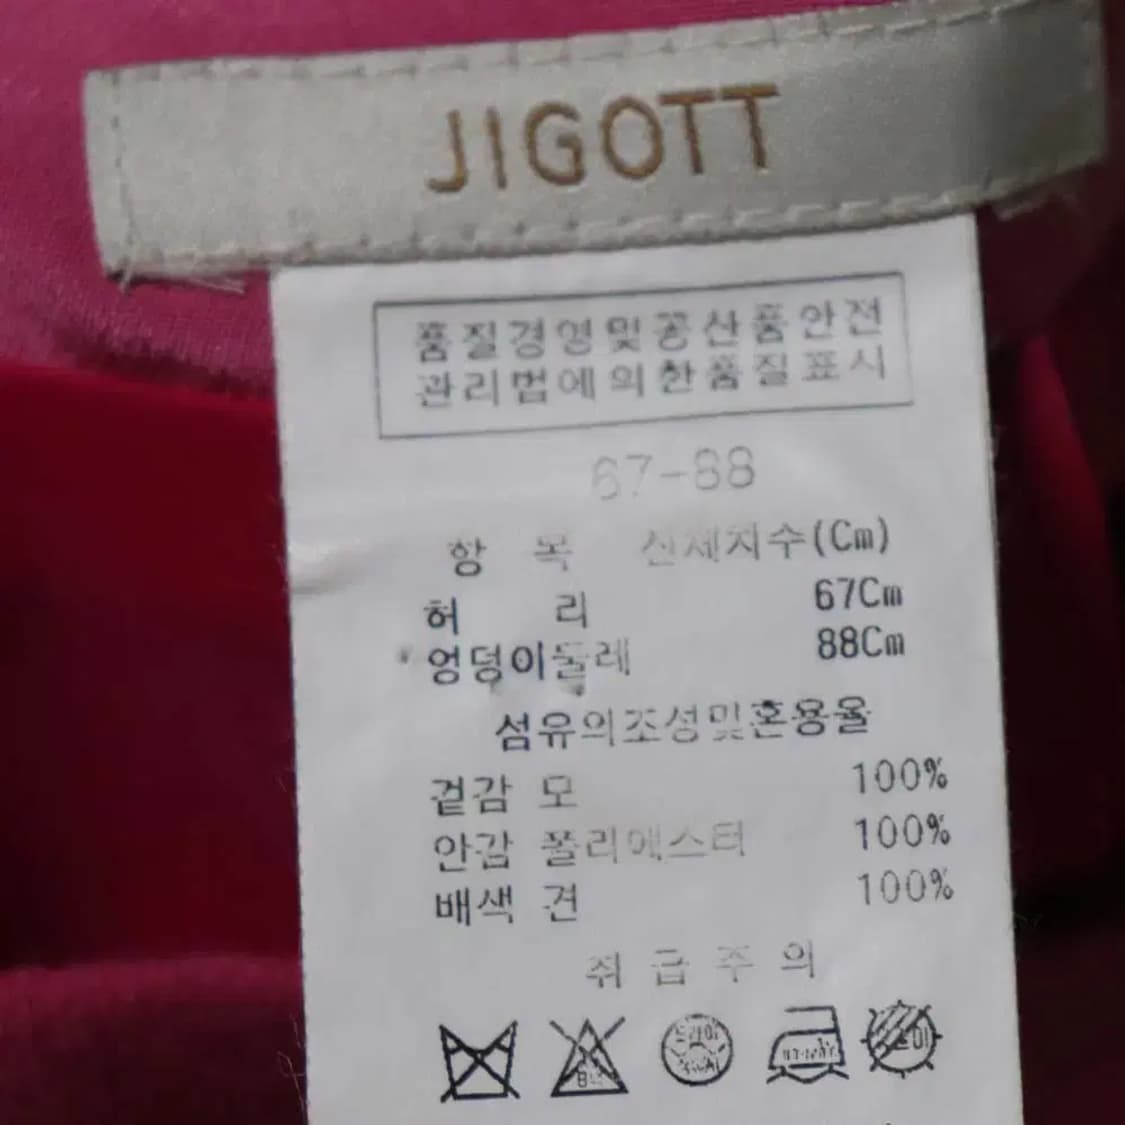 JIGOTT
품질경영및공산품안전
관리법에의한품질표시
67-88
항 목 신체치수(Cm)
허 리 67Cm
엉덩이둘레 88Cm
섬유의조성및혼용율
겉감 모 100%
안감 폴리에스터 100%
배색 견 100%
취 급 주 의